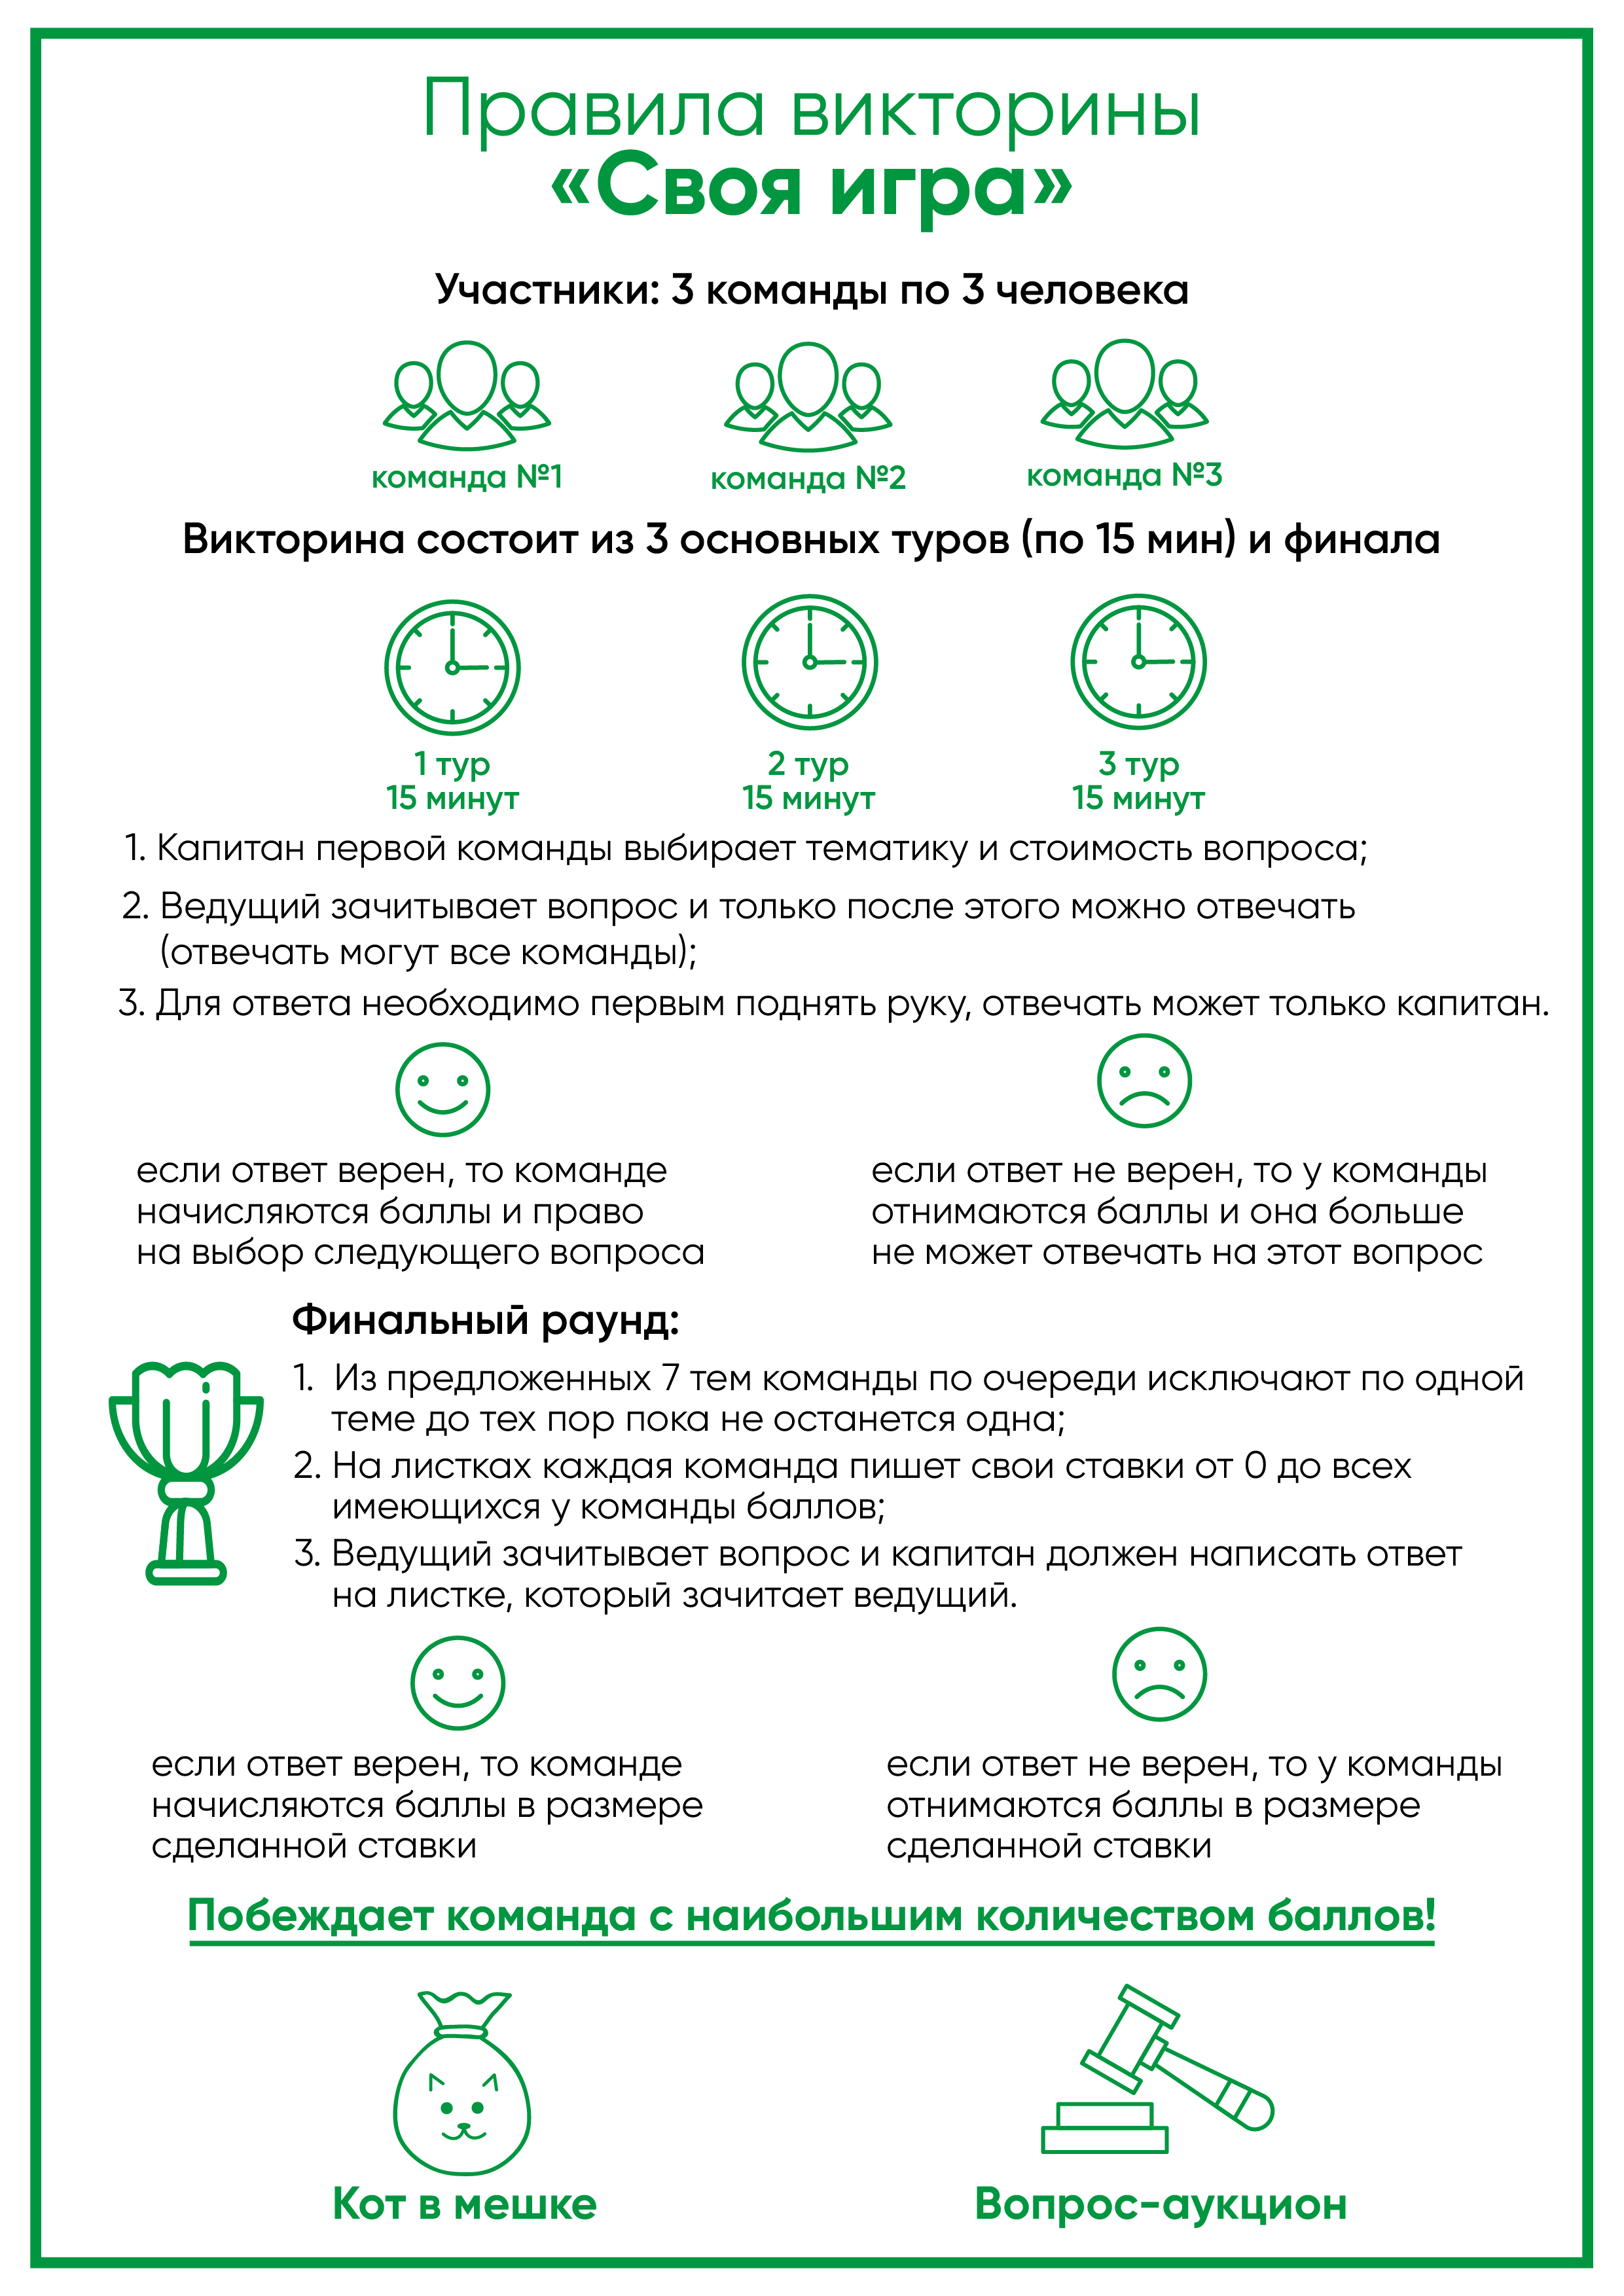 Правила викторины
«Своя игра»
Участники: 3 команды по 3 человека
команда №1
команда №2
команда №3
Викторина состоит из 3 основных туров (по 15 мин) и финала
1 тур
15 минут
2 тур
15 минут
3 тур
15 минут
1. Капитан первой команды выбирает тематику и стоимость вопроса;
2. Ведущий зачитывает вопрос и только после этого можно отвечать
(отвечать могут все команды);
3. Для ответа необходимо первым поднять руку, отвечать может только капитан.
если ответ верен, то команде
начисляются баллы и право
на выбор следующего вопроса
если ответ не верен, то у команды
отнимаются баллы и она больше
не может отвечать на этот вопрос
Финальный раунд:
1. Из предложенных 7 тем команды по очереди исключают по одной
теме до тех пор пока не останется одна;
2. На листках каждая команда пишет свои ставки от 0 до всех
имеющихся у команды баллов;
3. Ведущий зачитывает вопрос и капитан должен написать ответ
на листке, который зачитает ведущий.
если ответ верен, то команде
начисляются баллы в размере
сделанной ставки
если ответ не верен, то у команды
отнимаются баллы в размере
сделанной ставки
Побеждает команда с наибольшим количеством баллов!
Кот в мешке
Вопрос-аукцион